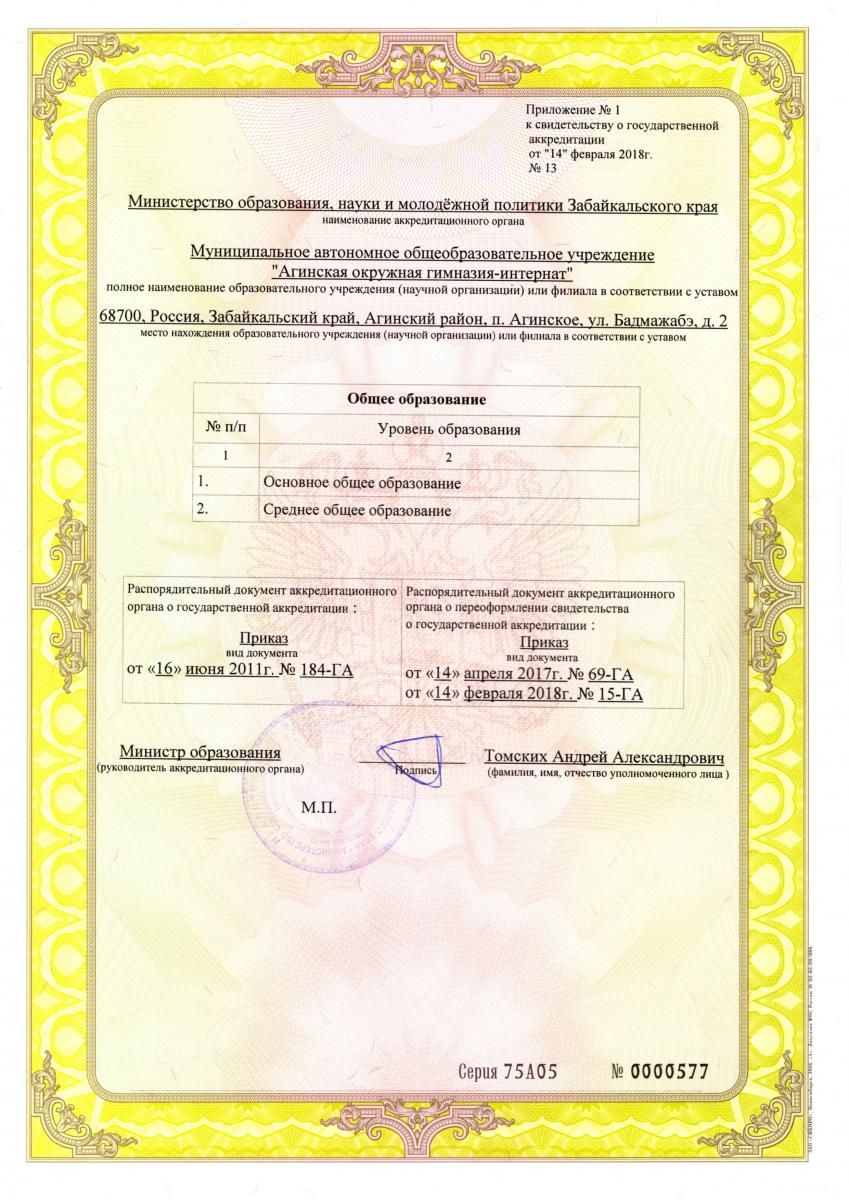 Приложение № 1
к свидетельству о государственной
аккредитации
от "14" февраля 2018г.
№ 13
Министерство образования, науки и молодёжной политики Забайкальского края
наименование аккредитационного органа
Муниципальное автономное общеобразовательное учреждение
"Агинская окружная гимназия-интернат"
полное наименование образовательного учреждения (научной организации) или филиала в соответствии с уставом
68700, Россия, Забайкальский край, Агинский район, п. Агинское, ул. Бадмажабэ, д. 2
место нахождения образовательного учреждения (научной организации) или филиала в соответствии с уставом
Общее образование
№ п/п Уровень образования
1 2
1. Основное общее образование
2. Среднее общее образование
Распорядительный документ аккредитационного
органа о государственной аккредитации :
Приказ
вид документа
от «16» июня 2011г. № 184-ГА
Распорядительный документ аккредитационного
органа о переоформлении свидетельства
о государственной аккредитации :
Приказ
вид документа
от «14» апреля 2017г. № 69-ГА
от «14» февраля 2018г. № 15-ГА
Министр образования
(руководитель аккредитационного органа)
Подпись
Томских Андрей Александрович
(фамилия, имя, отчество уполномоченного лица )
М.П.
Серия 75А05 № 0000577